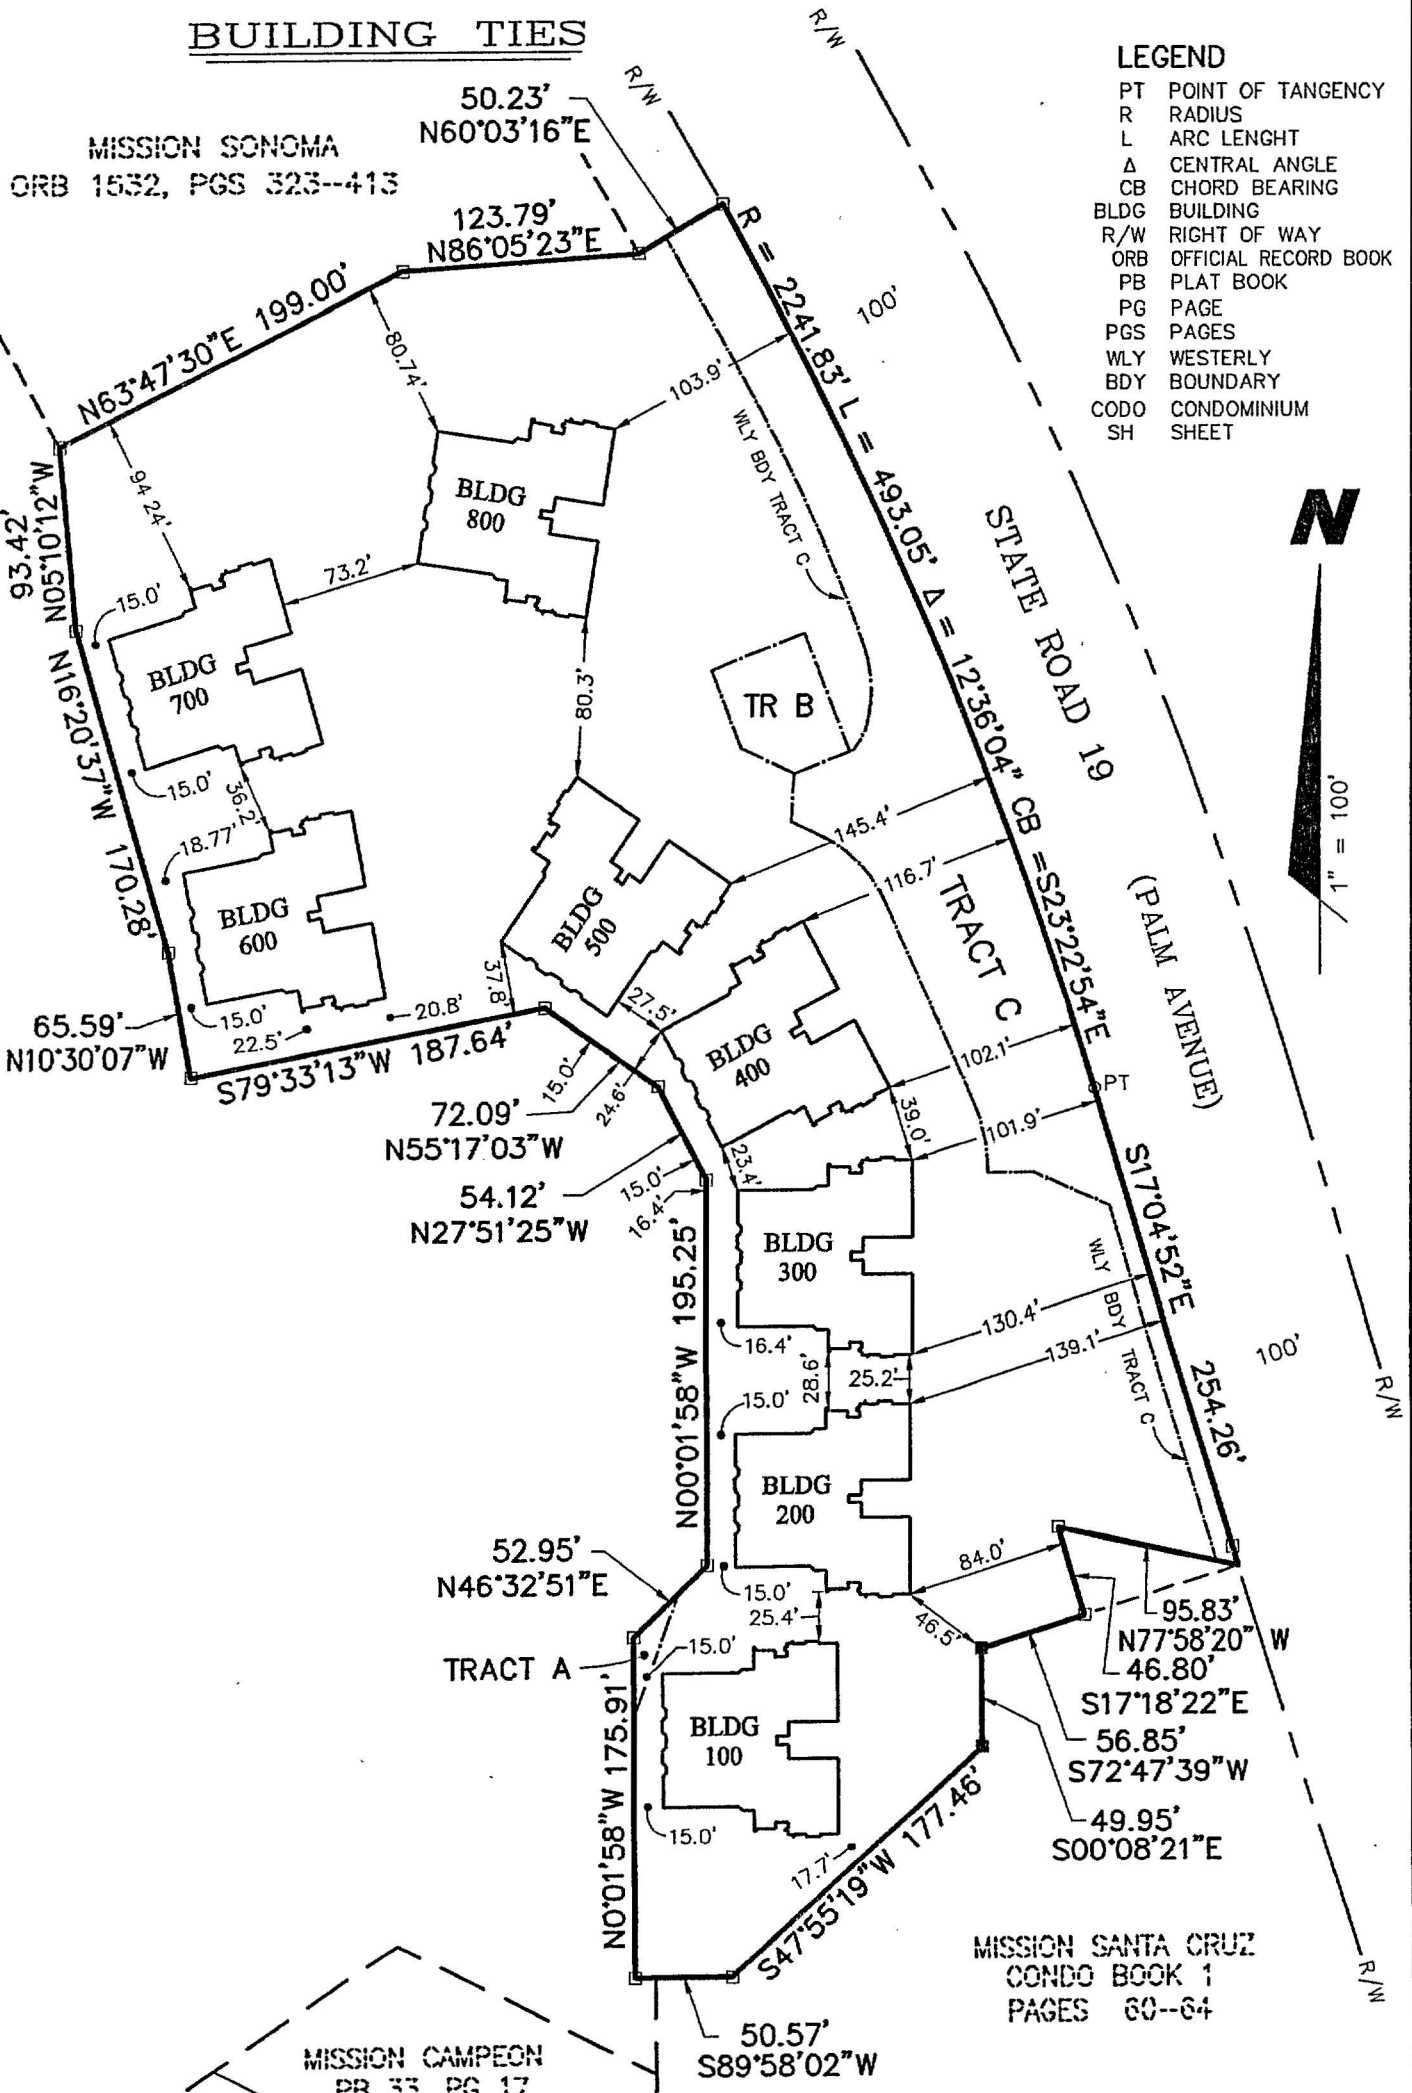 BUILDING TIES
LEGEND
PT POINT OF TANGENCY
R RADIUS
L ARC LENGHT
Δ CENTRAL ANGLE
CB CHORD BEARING
BLDG BUILDING
R/W RIGHT OF WAY
ORB OFFICIAL RECORD BOOK
PB PLAT BOOK
PG PAGE
PGS PAGES
WLY WESTERLY
BDY BOUNDARY
CODO CONDOMINIUM
SH SHEET
N
1" = 100'
R/W
R/W
50.23'
N60°03'16"E
MISSION SONOMA
ORB 1532, PGS 323--413
123.79'
N86°05'23"E
N63°47'30"E 199.00'
R = 2241.83' L = 493.05' Δ = 12°36'04" CB =S23°22'54"E
100'
80.74'
103.9'
94.24'
WLY BDY TRACT C
93.42'
N05°10'12"W
BLDG
800
73.2'
15.0'
STATE ROAD 19
(PALM AVENUE)
BLDG
700
80.3'
TR B
N16°20'37"W 170.28'
15.0'
36.2'
18.77'
145.4'
116.7'
BLDG
600
BLDG
500
TRACT C
37.8'
65.59'
N10°30'07"W
15.0'
20.8'
22.5'
27.5'
S79°33'13"W 187.64'
BLDG
400
102.1'
PT
15.0'
24.6'
72.09'
N55°17'03"W
39.0'
101.9'
23.4'
54.12'
N27°51'25"W
15.0'
16.4'
S17°04'52"E 254.26'
BLDG
300
WLY BDY TRACT C
N00°01'58"W 195.25'
130.4'
16.4'
139.1'
100'
28.6'
25.2'
R/W
15.0'
BLDG
200
52.95'
N46°32'51"E
84.0'
15.0'
25.4'
46.5'
95.83'
N77°58'20" W
15.0'
TRACT A
46.80'
S17°18'22"E
BLDG
100
56.85'
S72°47'39"W
N0°01'58"W 175.91'
15.0'
49.95'
S00°08'21"E
17.7'
S47°55'19"W 177.46'
MISSION SANTA CRUZ
CONDO BOOK 1
PAGES 60--64
R/W
50.57'
S89°58'02"W
MISSION CAMPEON
PB 33, PG 17